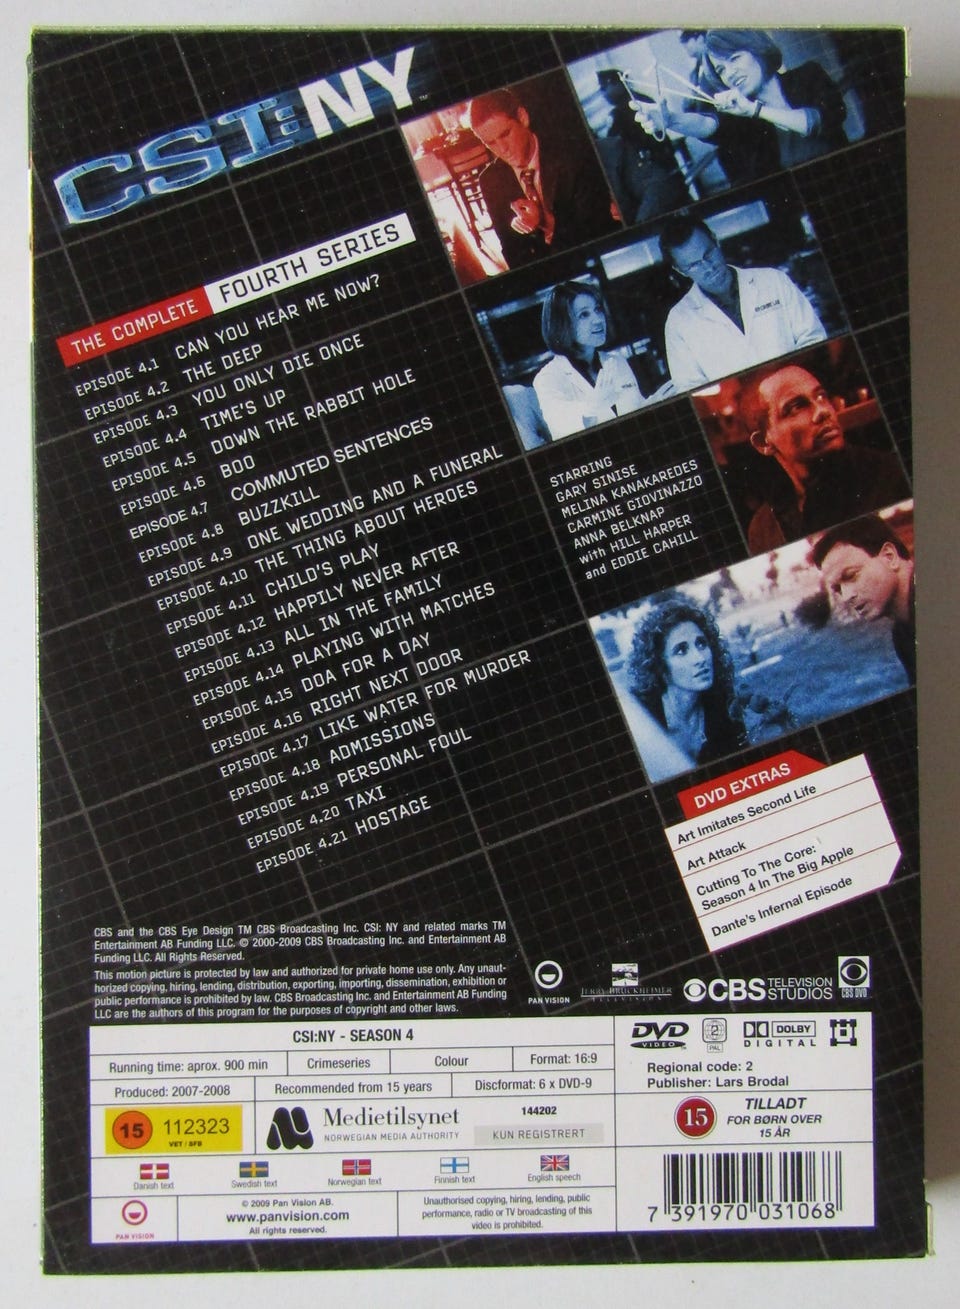 CSI:NY
THE COMPLETE FOURTH SERIES
EPISODE 4.1 CAN YOU HEAR ME NOW?
EPISODE 4.2 THE DEEP
EPISODE 4.3 YOU ONLY DIE ONCE
EPISODE 4.4 TIME'S UP
EPISODE 4.5 DOWN THE RABBIT HOLE
EPISODE 4.6 BOO
EPISODE 4.7 COMMUTED SENTENCES
EPISODE 4.8 BUZZKILL
EPISODE 4.9 ONE WEDDING AND A FUNERAL
EPISODE 4.10 THE THING ABOUT HEROES
EPISODE 4.11 CHILD'S PLAY
EPISODE 4.12 HAPPILY NEVER AFTER
EPISODE 4.13 ALL IN THE FAMILY
EPISODE 4.14 PLAYING WITH MATCHES
EPISODE 4.15 DOA FOR A DAY
EPISODE 4.16 RIGHT NEXT DOOR
EPISODE 4.17 LIKE WATER FOR MURDER
EPISODE 4.18 ADMISSIONS
EPISODE 4.19 PERSONAL FOUL
EPISODE 4.20 TAXI
EPISODE 4.21 HOSTAGE
STARRING
GARY SINISE
MELINA KANAKAREDES
CARMINE GIOVINAZZO
ANNA BELKNAP
with HILL HARPER
and EDDIE CAHILL
DVD EXTRAS
Art Imitates Second Life
Art Attack
Cutting To The Core:
Season 4 In The Big Apple
Dante's Infernal Episode
CBS and the CBS Eye Design TM CBS Broadcasting Inc. CSI: NY and related marks TM
Entertainment AB Funding LLC. © 2000-2009 CBS Broadcasting Inc. and Entertainment AB
Funding LLC. All Rights Reserved.
This motion picture is protected by law and authorized for private home use only. Any unaut-
horized copying, hiring, lending, distribution, exporting, importing, dissemination, exhibition or
public performance is prohibited by law. CBS Broadcasting Inc. and Entertainment AB Funding
LLC are the authors of this program for the purposes of copyright and other laws.
PAN VISION
JERRY BRUCKHEIMER
TELEVISION
CBS TELEVISION
STUDIOS
CBS DVD
CSI:NY - SEASON 4
Running time: aprox. 900 min
Crimeseries
Colour
Format: 16:9
Produced: 2007-2008
Recommended from 15 years
Discformat: 6 x DVD-9
15 112323
VET / SFB
Medietilsynet
NORWEGIAN MEDIA AUTHORITY
144202
KUN REGISTRERT
Danish text
Swedish text
Norwegian text
Finnish text
English speech
PAN VISION
© 2009 Pan Vision AB.
www.panvision.com
All rights reserved.
Unauthorised copying, hiring, lending, public
performance, radio or TV broadcasting of this
video is prohibited.
DVD
VIDEO
2
PAL
DOLBY
DIGITAL
Regional code: 2
Publisher: Lars Brodal
15
TILLADT
FOR BØRN OVER
15 ÅR
7 391970 031068